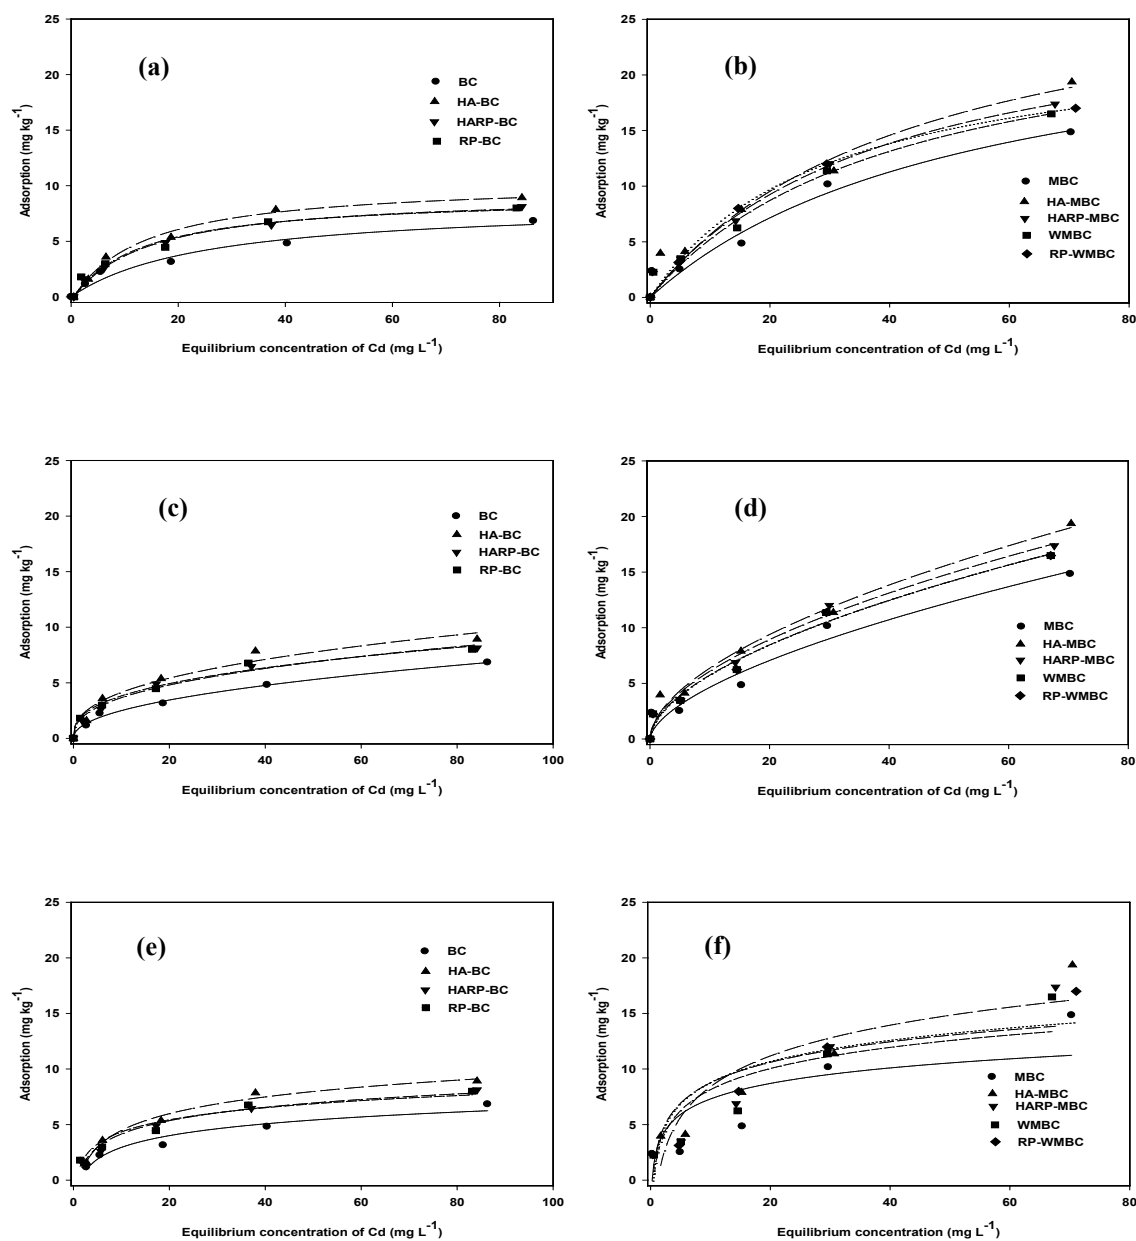 (a)
BC
HA-BC
HARP-BC
RP-BC
25
20
15
10
5
0
Adsorption (mg kg-1)
0 20 40 60 80
Equilibrium concentration of Cd (mg L-1)
(b)
MBC
HA-MBC
HARP-MBC
WMBC
RP-WMBC
25
20
15
10
5
0
Adsorption (mg kg-1)
0 20 40 60 80
Equilibrium concentration of Cd (mg L-1)
(c)
BC
HA-BC
HARP-BC
RP-BC
25
20
15
10
5
0
Adsorption (mg kg-1)
0 20 40 60 80 100
Equilibrium concentration of Cd (mg L-1)
(d)
MBC
HA-MBC
HARP-MBC
WMBC
RP-WMBC
25
20
15
10
5
0
Adsorption (mg kg-1)
0 20 40 60 80
Equilibrium concentration of Cd (mg L-1)
(e)
BC
HA-BC
HARP-BC
RP-BC
25
20
15
10
5
0
Adsorption (mg kg-1)
0 20 40 60 80 100
Equilibrium concentration of Cd (mg L-1)
(f)
MBC
HA-MBC
HARP-MBC
WMBC
RP-WMBC
25
20
15
10
5
0
Adsorption (mg kg-1)
0 20 40 60 80
Equilibrium concentration (mg L-1)